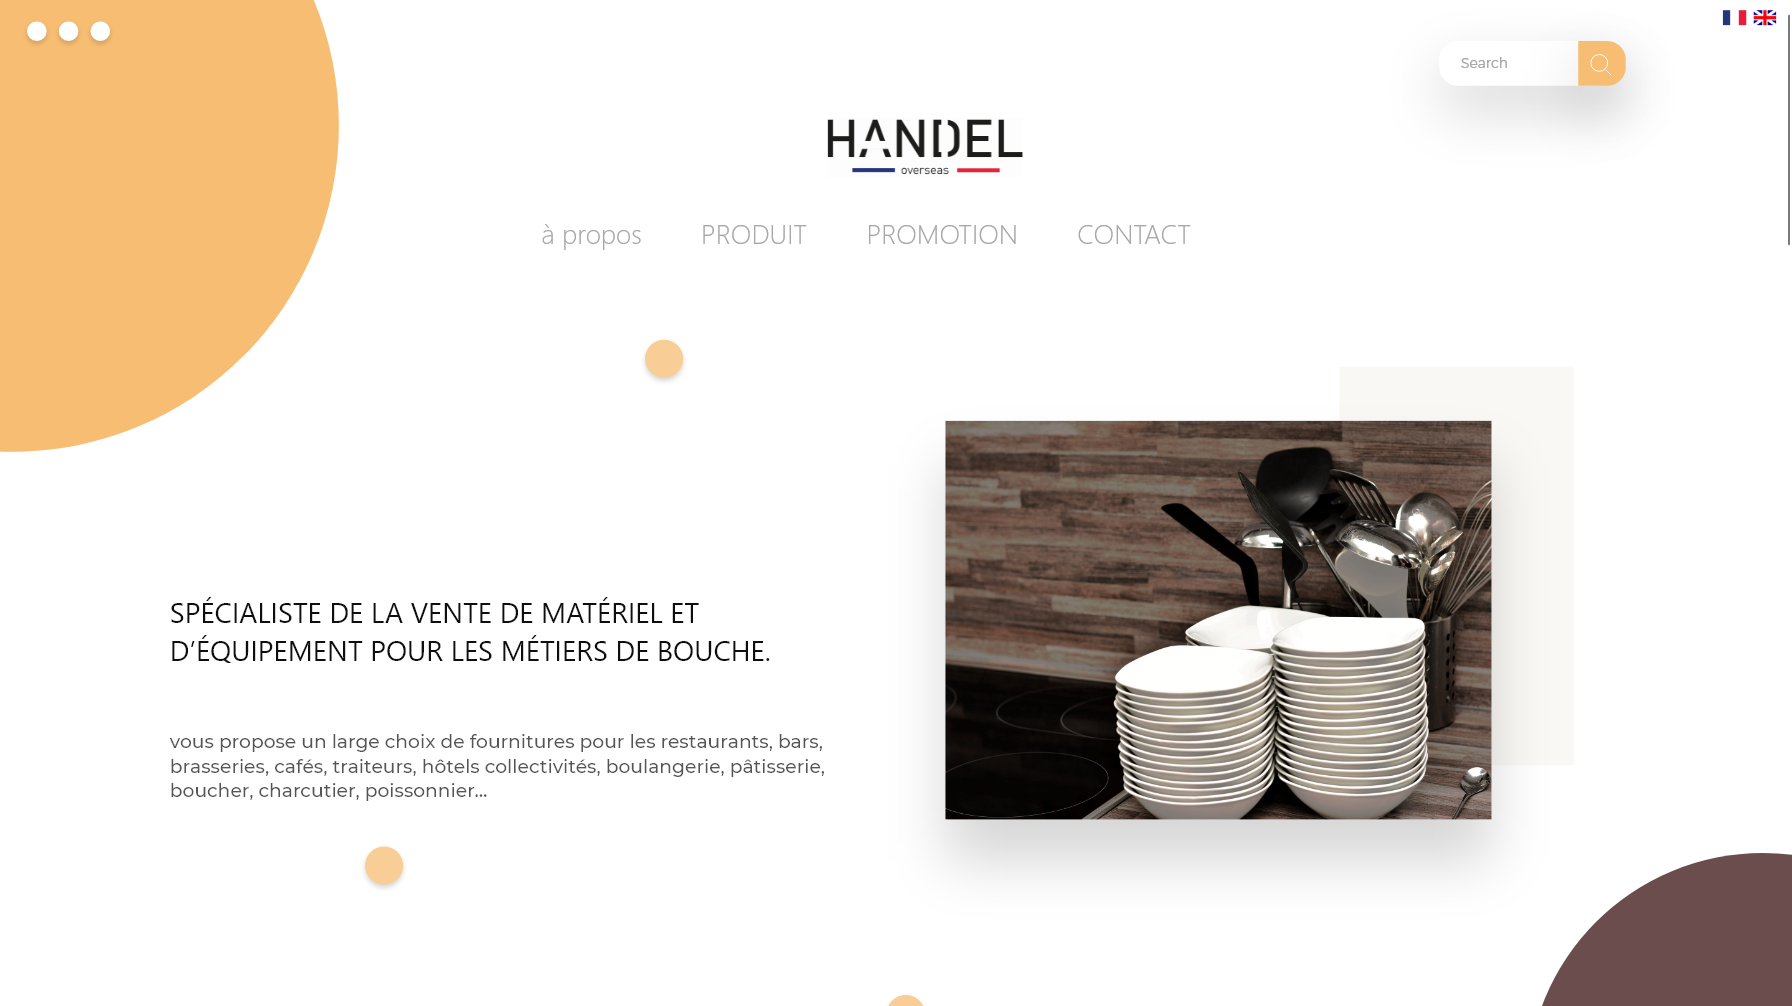 Search
HANDEL
overseas
à propos PRODUIT PROMOTION CONTACT
SPÉCIALISTE DE LA VENTE DE MATÉRIEL ET
D’ÉQUIPEMENT POUR LES MÉTIERS DE BOUCHE.
vous propose un large choix de fournitures pour les restaurants, bars,
brasseries, cafés, traiteurs, hôtels collectivités, boulangerie, pâtisserie,
boucher, charcutier, poissonnier...